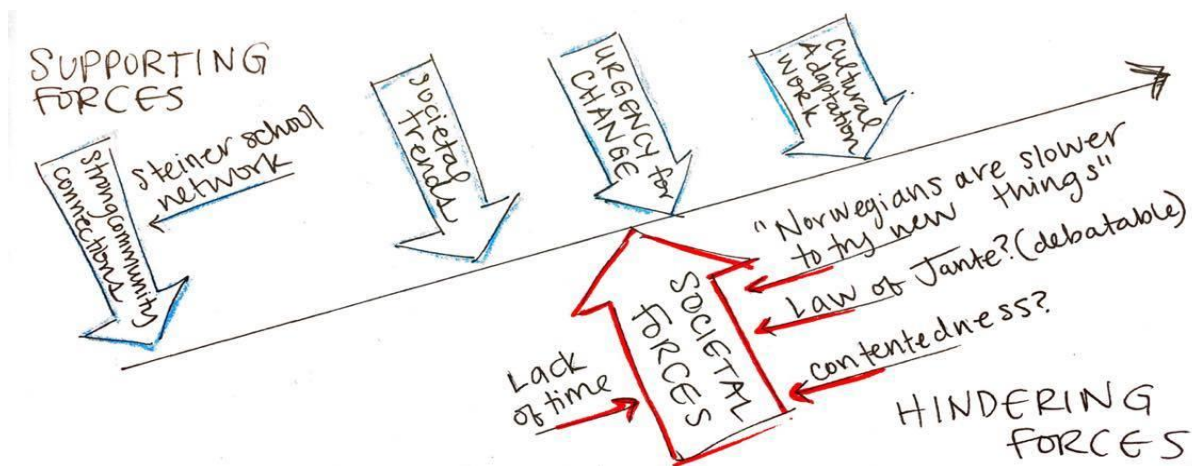 SUPPORTING
FORCES
strong community
connections
Steiner school
network
societal
trends
URGENCY for
CHANGE
Cultural
Adaptation
work
"Norwegians are slower
to try new things"
Law of Jante? (debatable)
contentedness?
SOCIETAL
FORCES
Lack
of time
HINDERING
FORCES